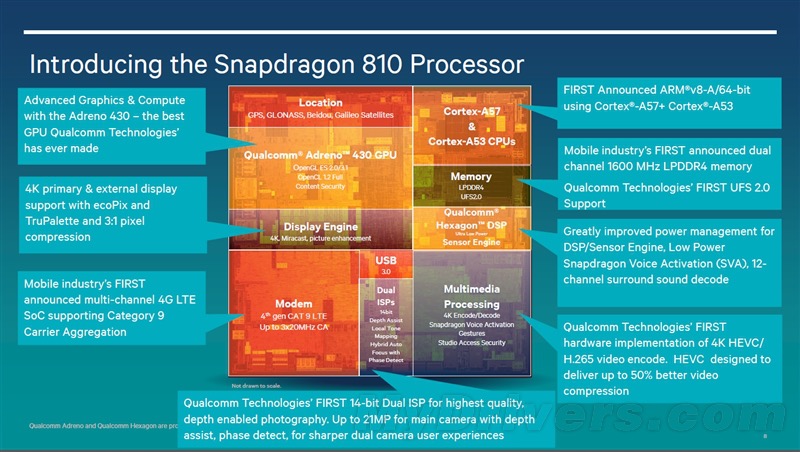 Introducing the Snapdragon 810 Processor
Advanced Graphics & Compute
with the Adreno 430 – the best
GPU Qualcomm Technologies'
has ever made
4K primary & external display
support with ecoPix and
TruPalette and 3:1 pixel
compression
Mobile industry's FIRST
announced multi-channel 4G LTE
SoC supporting Category 9
Carrier Aggregation
Location
GPS, GLONASS, Beidou, Galileo Satellites
Qualcomm® Adreno™ 430 GPU
OpenGL ES 2.0/3.1
OpenCL 1.2 Full
Content Security
Display Engine
4K, Miracast, picture enhancement
Modem
4th gen CAT 9 LTE
Up to 3x20MHz CA
USB
3.0
Dual
ISPs
14bit
Depth Assist
Local Tone
Mapping
Hybrid Auto
Focus with
Phase Detect
Cortex-A57
&
Cortex-A53 CPUs
Memory
LPDDR4
UFS2.0
Qualcomm®
Hexagon™ DSP
Ultra Low Power
Sensor Engine
Multimedia
Processing
4K Encode/Decode
Snapdragon Voice Activation
Gestures
Studio Access Security
FIRST Announced ARM®v8-A/64-bit
using Cortex®-A57+ Cortex®-A53
Mobile industry's FIRST announced dual
channel 1600 MHz LPDDR4 memory
Qualcomm Technologies' FIRST UFS 2.0
Support
Greatly improved power management for
DSP/Sensor Engine, Low Power
Snapdragon Voice Activation (SVA), 12-
channel surround sound decode
Qualcomm Technologies' FIRST
hardware implementation of 4K HEVC/
H.265 video encode. HEVC designed to
deliver up to 50% better video
compression
Not drawn to scale.
Qualcomm Technologies' FIRST 14-bit Dual ISP for highest quality,
depth enabled photography. Up to 21MP for main camera with depth
assist, phase detect, for sharper dual camera user experiences
Qualcomm Adreno and Qualcomm Hexagon are pro
8